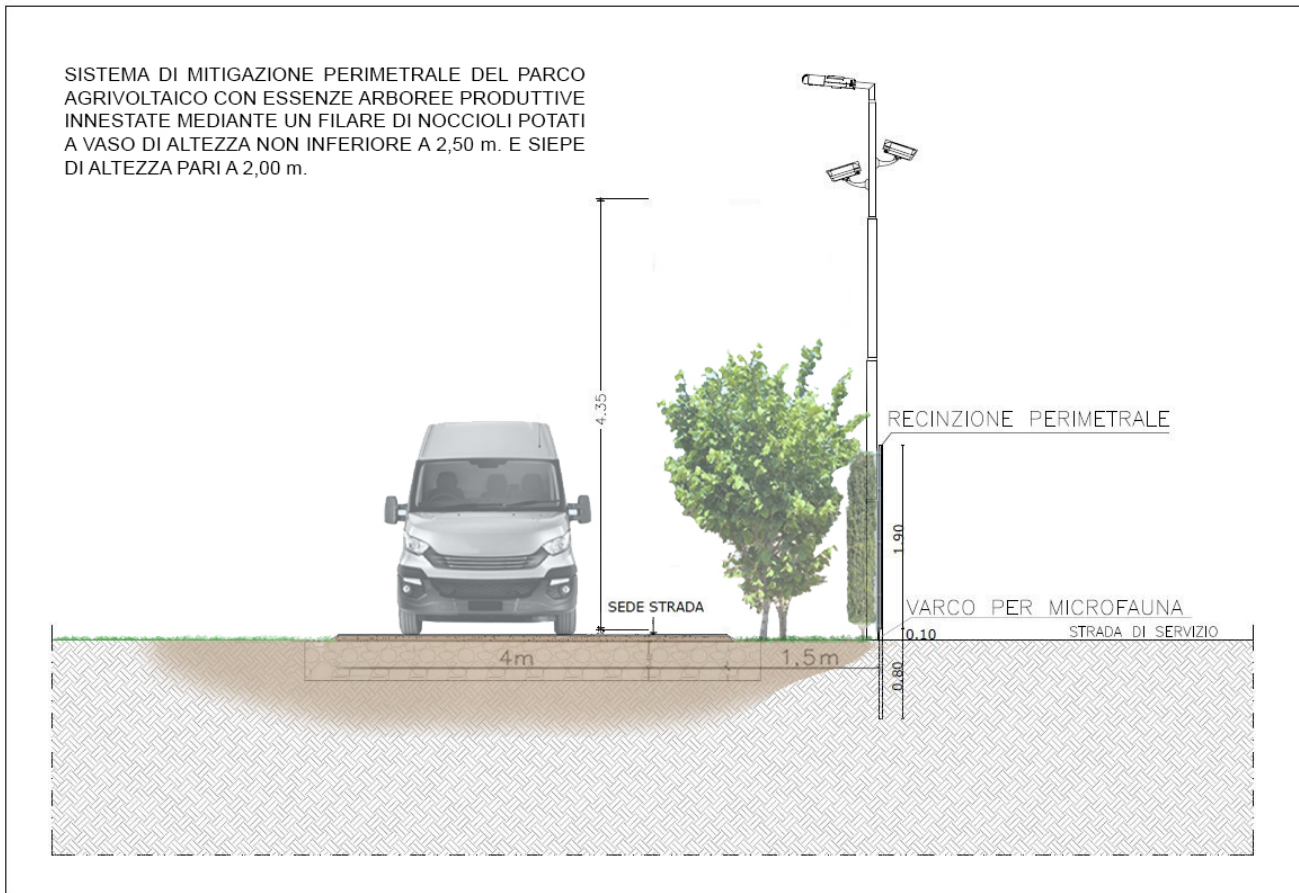 SISTEMA DI MITIGAZIONE PERIMETRALE DEL PARCO
AGRIVOLTAICO CON ESSENZE ARBOREE PRODUTTIVE
INNESTATE MEDIANTE UN FILARE DI NOCCIOLI POTATI
A VASO DI ALTEZZA NON INFERIORE A 2,50 m. E SIEPE
DI ALTEZZA PARI A 2,00 m.
4.35
RECINZIONE PERIMETRALE
1.90
SEDE STRADA
VARCO PER MICROFAUNA
0.10
STRADA DI SERVIZIO
4m
1.5m
0.80